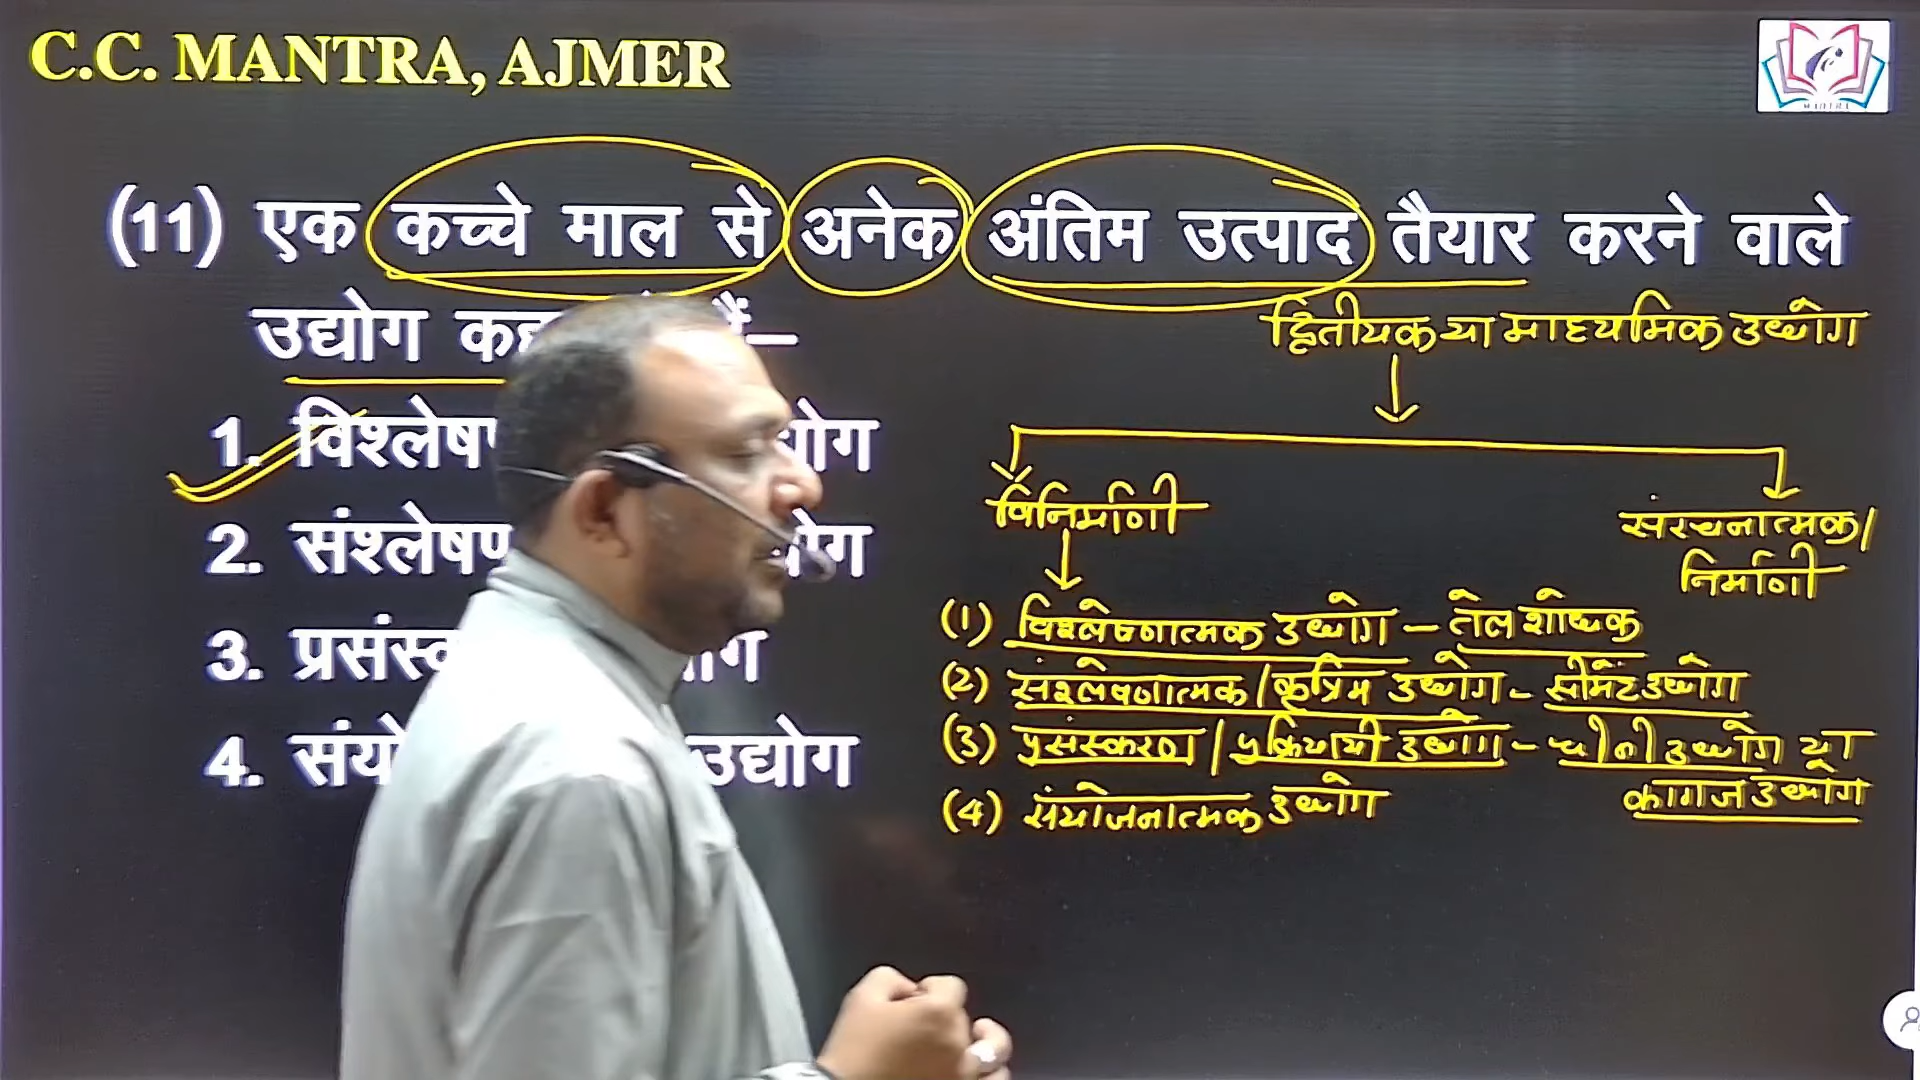 C.C. MANTRA, AJMER
MANTRA
(11) एक कच्चे माल से अनेक अंतिम उत्पाद तैयार करने वाले
उद्योग
1.
2.
3.
4. उद्योग
द्वितीयक या माध्यमिक उद्योग
विनिर्माणी
संरचनात्मक/
निर्माणी
(1) विश्लेषणात्मक उद्योग – तेल शोधक
(2) संश्लेषणात्मक/कृत्रिम उद्योग - सीमेंट उद्योग
(3) प्रसंस्करण/प्रक्रियायी उद्योग - चीनी उद्योग या
कागज उद्योग
(4) संयोजनात्मक उद्योग